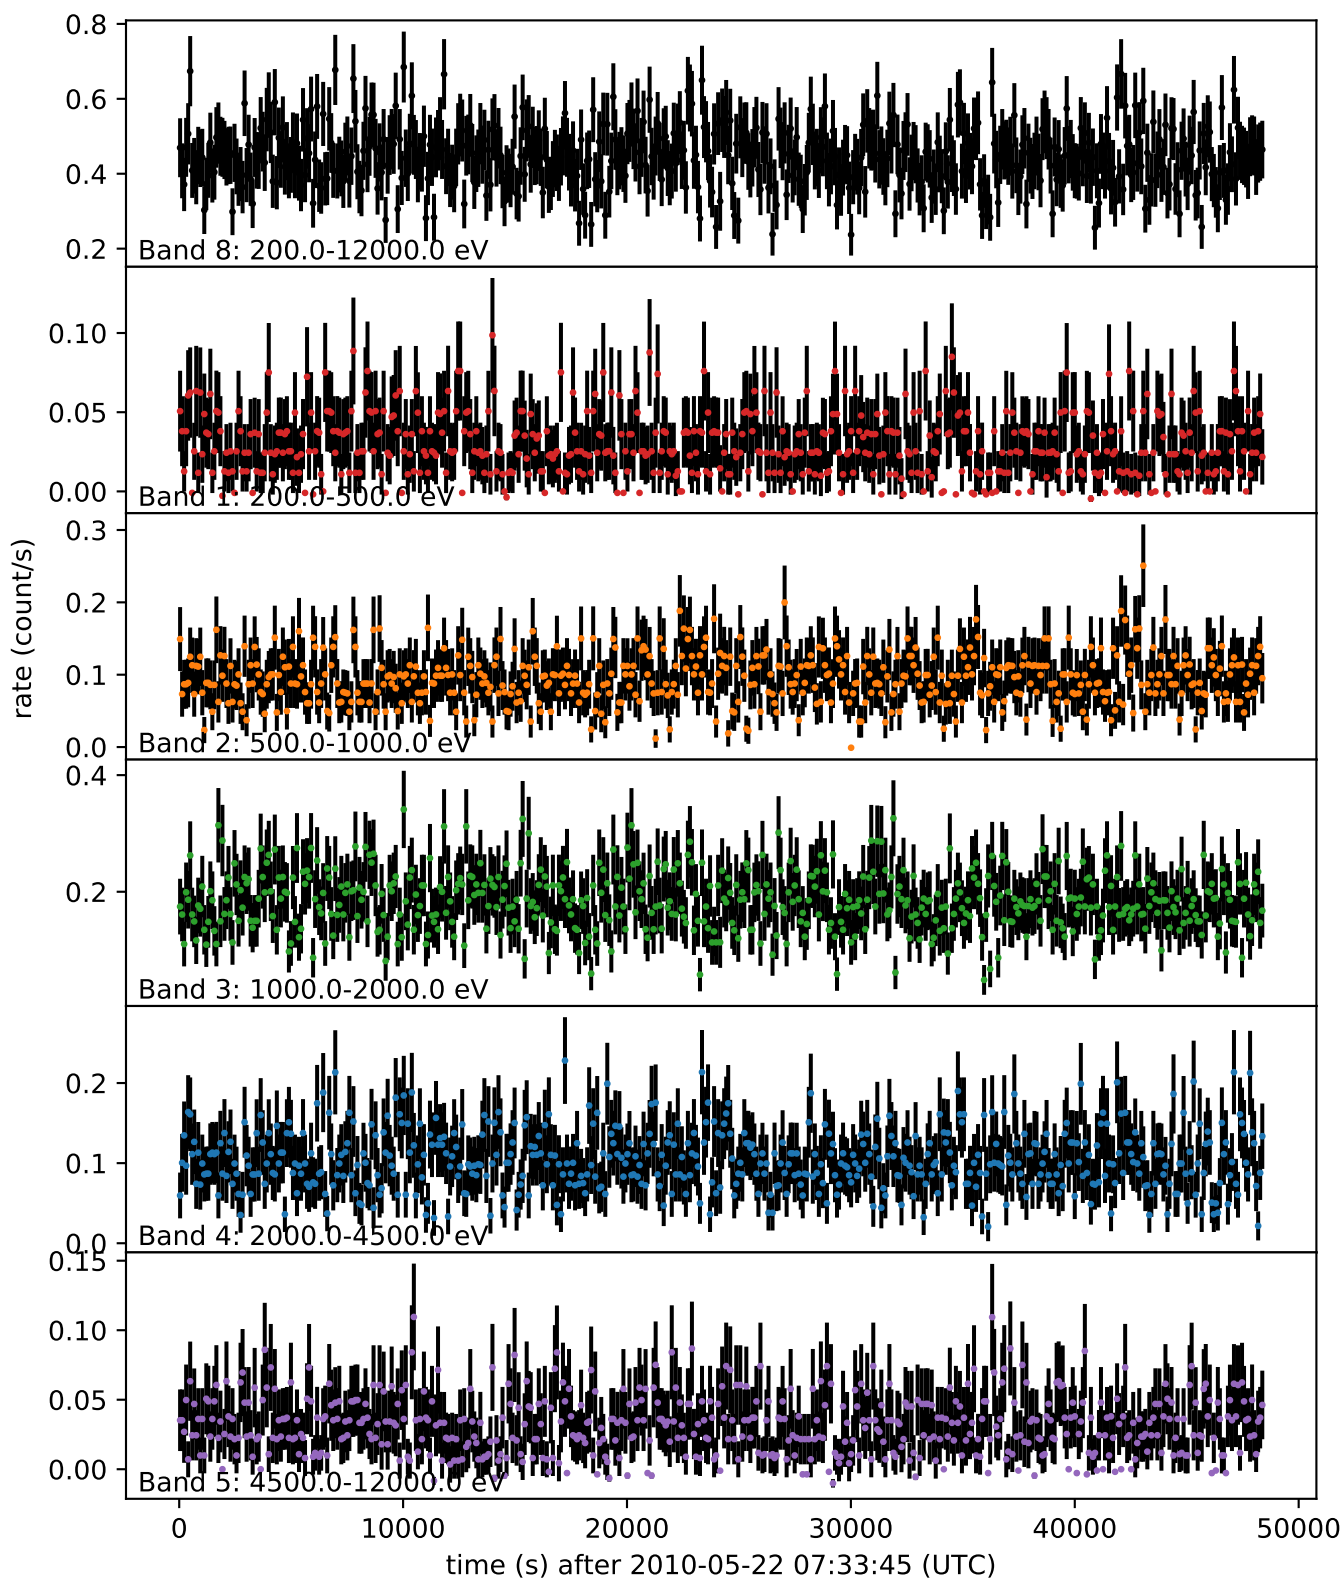 0.8
0.6
0.4
0.2
Band 8: 200.0-12000.0 eV
0.10
0.05
0.00
Band 1: 200.0-500.0 eV
0.3
0.2
0.1
0.0
Band 2: 500.0-1000.0 eV
rate (count/s)
0.4
0.2
Band 3: 1000.0-2000.0 eV
0.2
0.1
0.0
Band 4: 2000.0-4500.0 eV
0.15
0.10
0.05
0.00
Band 5: 4500.0-12000.0 eV
0 10000 20000 30000 40000 50000
time (s) after 2010-05-22 07:33:45 (UTC)